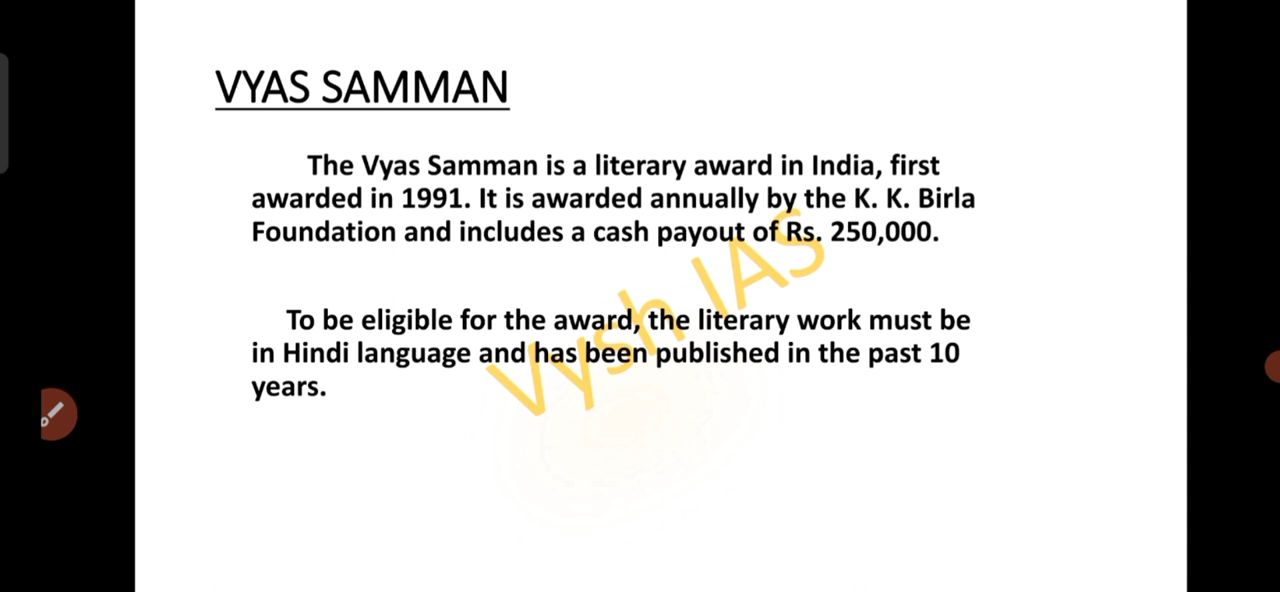 VYAS SAMMAN
The Vyas Samman is a literary award in India, first
awarded in 1991. It is awarded annually by the K. K. Birla
Foundation and includes a cash payout of Rs. 250,000.
To be eligible for the award, the literary work must be
in Hindi language and has been published in the past 10
years.
Vysh IAS